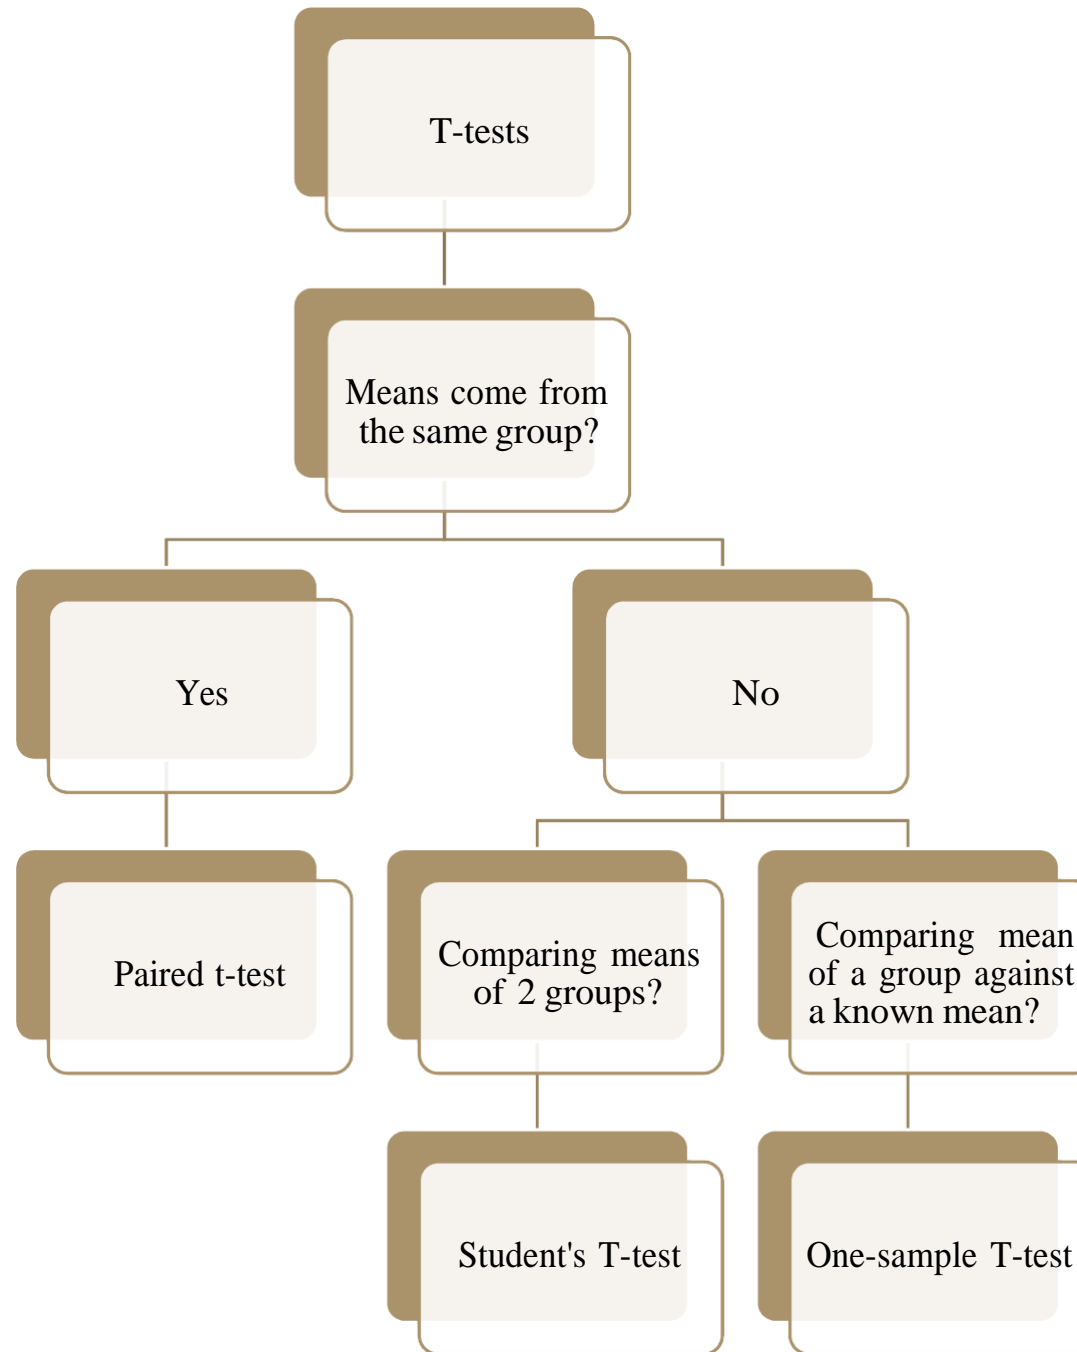 T-tests
Means come from
the same group?
Yes
No
Paired t-test
Comparing means
of 2 groups?
Comparing mean
of a group against
a known mean?
Student's T-test
One-sample T-test